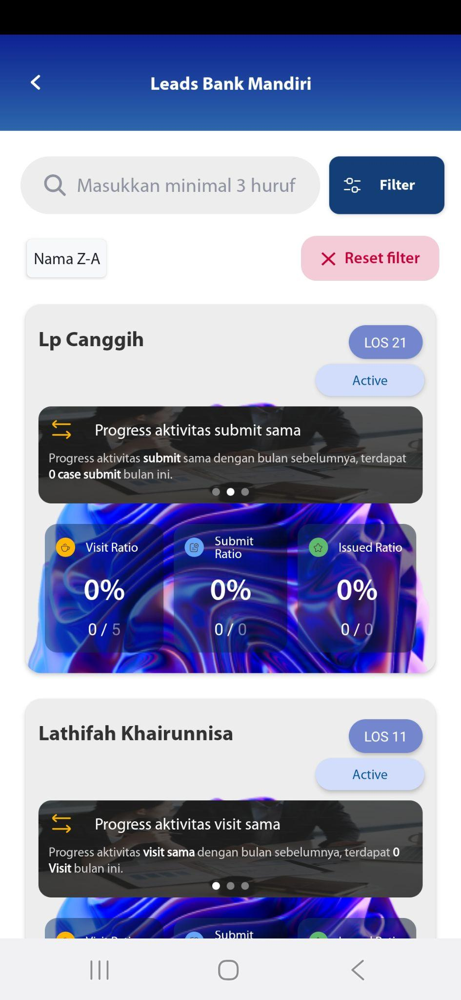 Leads Bank Mandiri
Masukkan minimal 3 huruf
Filter
Nama Z-A
Reset filter
Lp Canggih
LOS 21
Active
Progress aktivitas submit sama
Progress aktivitas submit sama dengan bulan sebelumnya, terdapat
0 case submit bulan ini.
Visit Ratio
Submit
Ratio
Issued Ratio
0%
0%
0%
0 / 5
0 / 0
0 / 0
Lathifah Khairunnisa
LOS 11
Active
Progress aktivitas visit sama
Progress aktivitas visit sama dengan bulan sebelumnya, terdapat 0
Visit bulan ini.
Submit